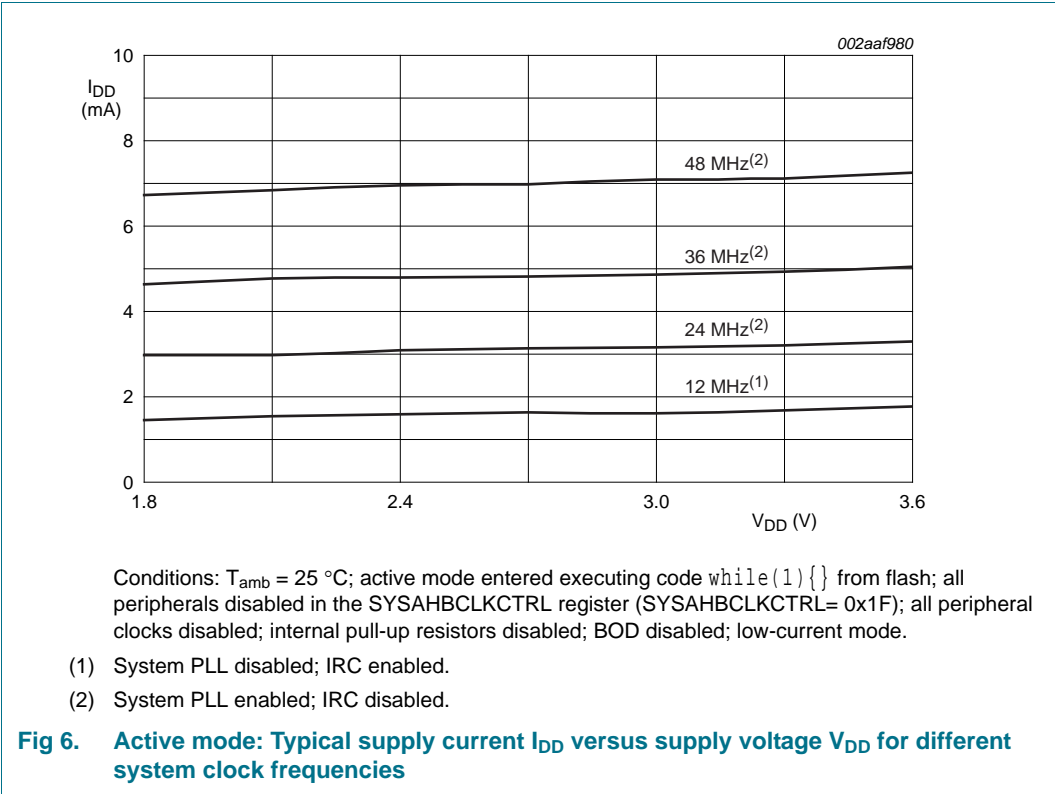 002aaf980
10
IDD
(mA)
8
48 MHz(2)
6
36 MHz(2)
4
24 MHz(2)
12 MHz(1)
2
0
1.8 2.4 3.0 3.6
VDD (V)
Conditions: Tamb = 25 °C; active mode entered executing code while(1){} from flash; all
peripherals disabled in the SYSAHBCLKCTRL register (SYSAHBCLKCTRL= 0x1F); all peripheral
clocks disabled; internal pull-up resistors disabled; BOD disabled; low-current mode.
(1) System PLL disabled; IRC enabled.
(2) System PLL enabled; IRC disabled.
Fig 6. Active mode: Typical supply current IDD versus supply voltage VDD for different
system clock frequencies